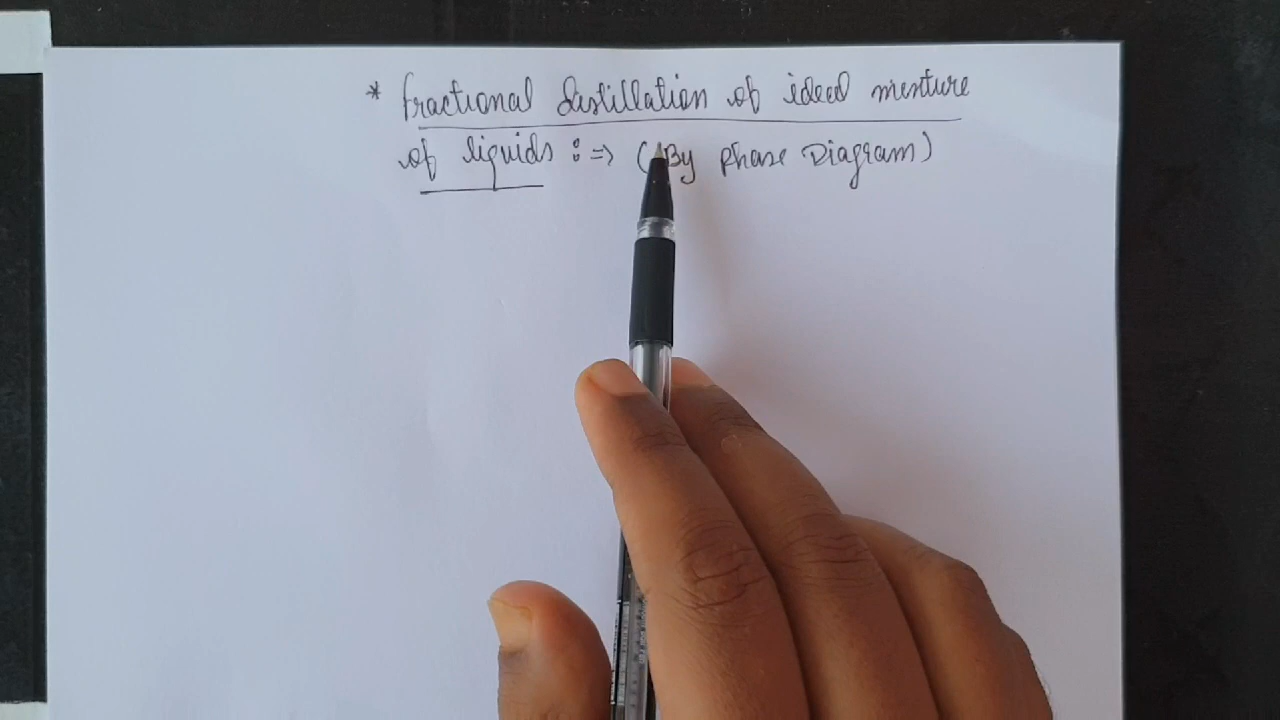 * fractional distillation of ideal mixture
of liquids :⇒ (By phase Diagram)